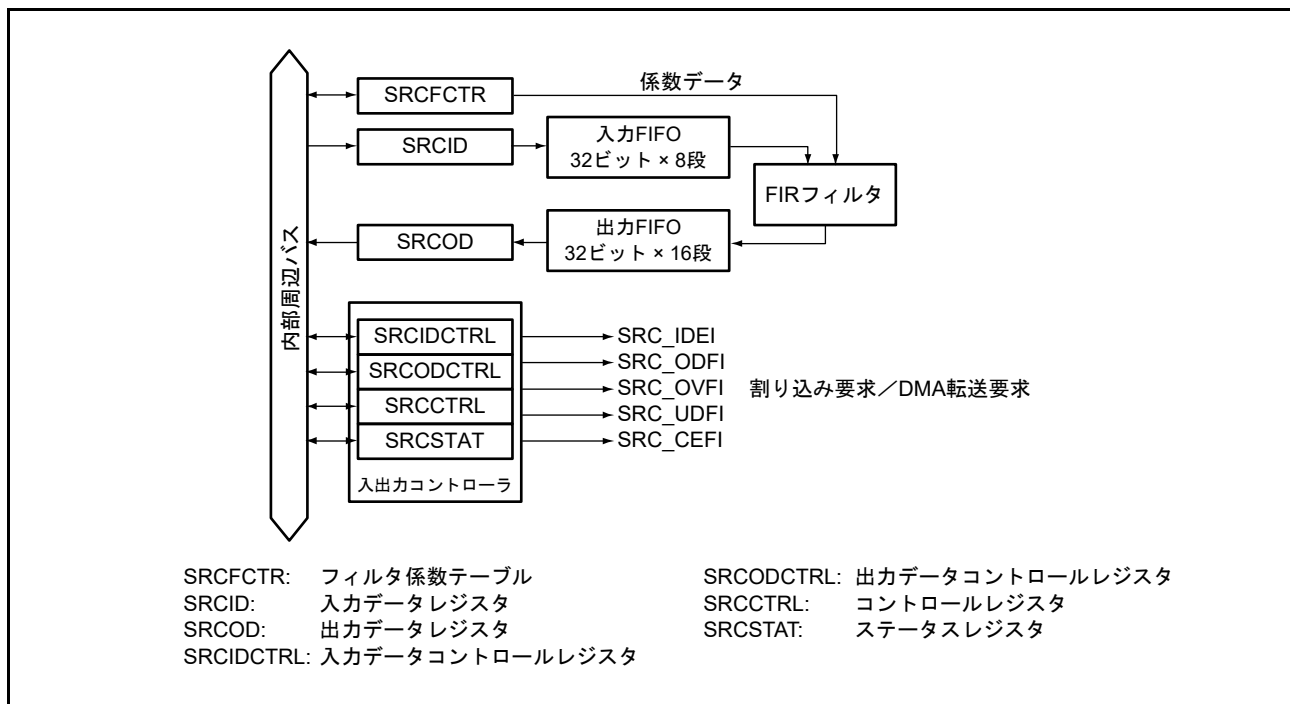 SRCFCTR
係数データ
SRCID
入力FIFO
32ビット × 8段
FIRフィルタ
SRCOD
出力FIFO
32ビット × 16段
内部周辺バス
SRCIDCTRL
SRCODCTRL
SRCCTRL
SRCSTAT
入出力コントローラ
SRC_IDEI
SRC_ODFI
SRC_OVFI
SRC_UDFI
SRC_CEFI
割り込み要求／DMA転送要求
SRCFCTR: フィルタ係数テーブル
SRCID: 入力データレジスタ
SRCOD: 出力データレジスタ
SRCIDCTRL: 入力データコントロールレジスタ
SRCODCTRL: 出力データコントロールレジスタ
SRCCTRL: コントロールレジスタ
SRCSTAT: ステータスレジスタ